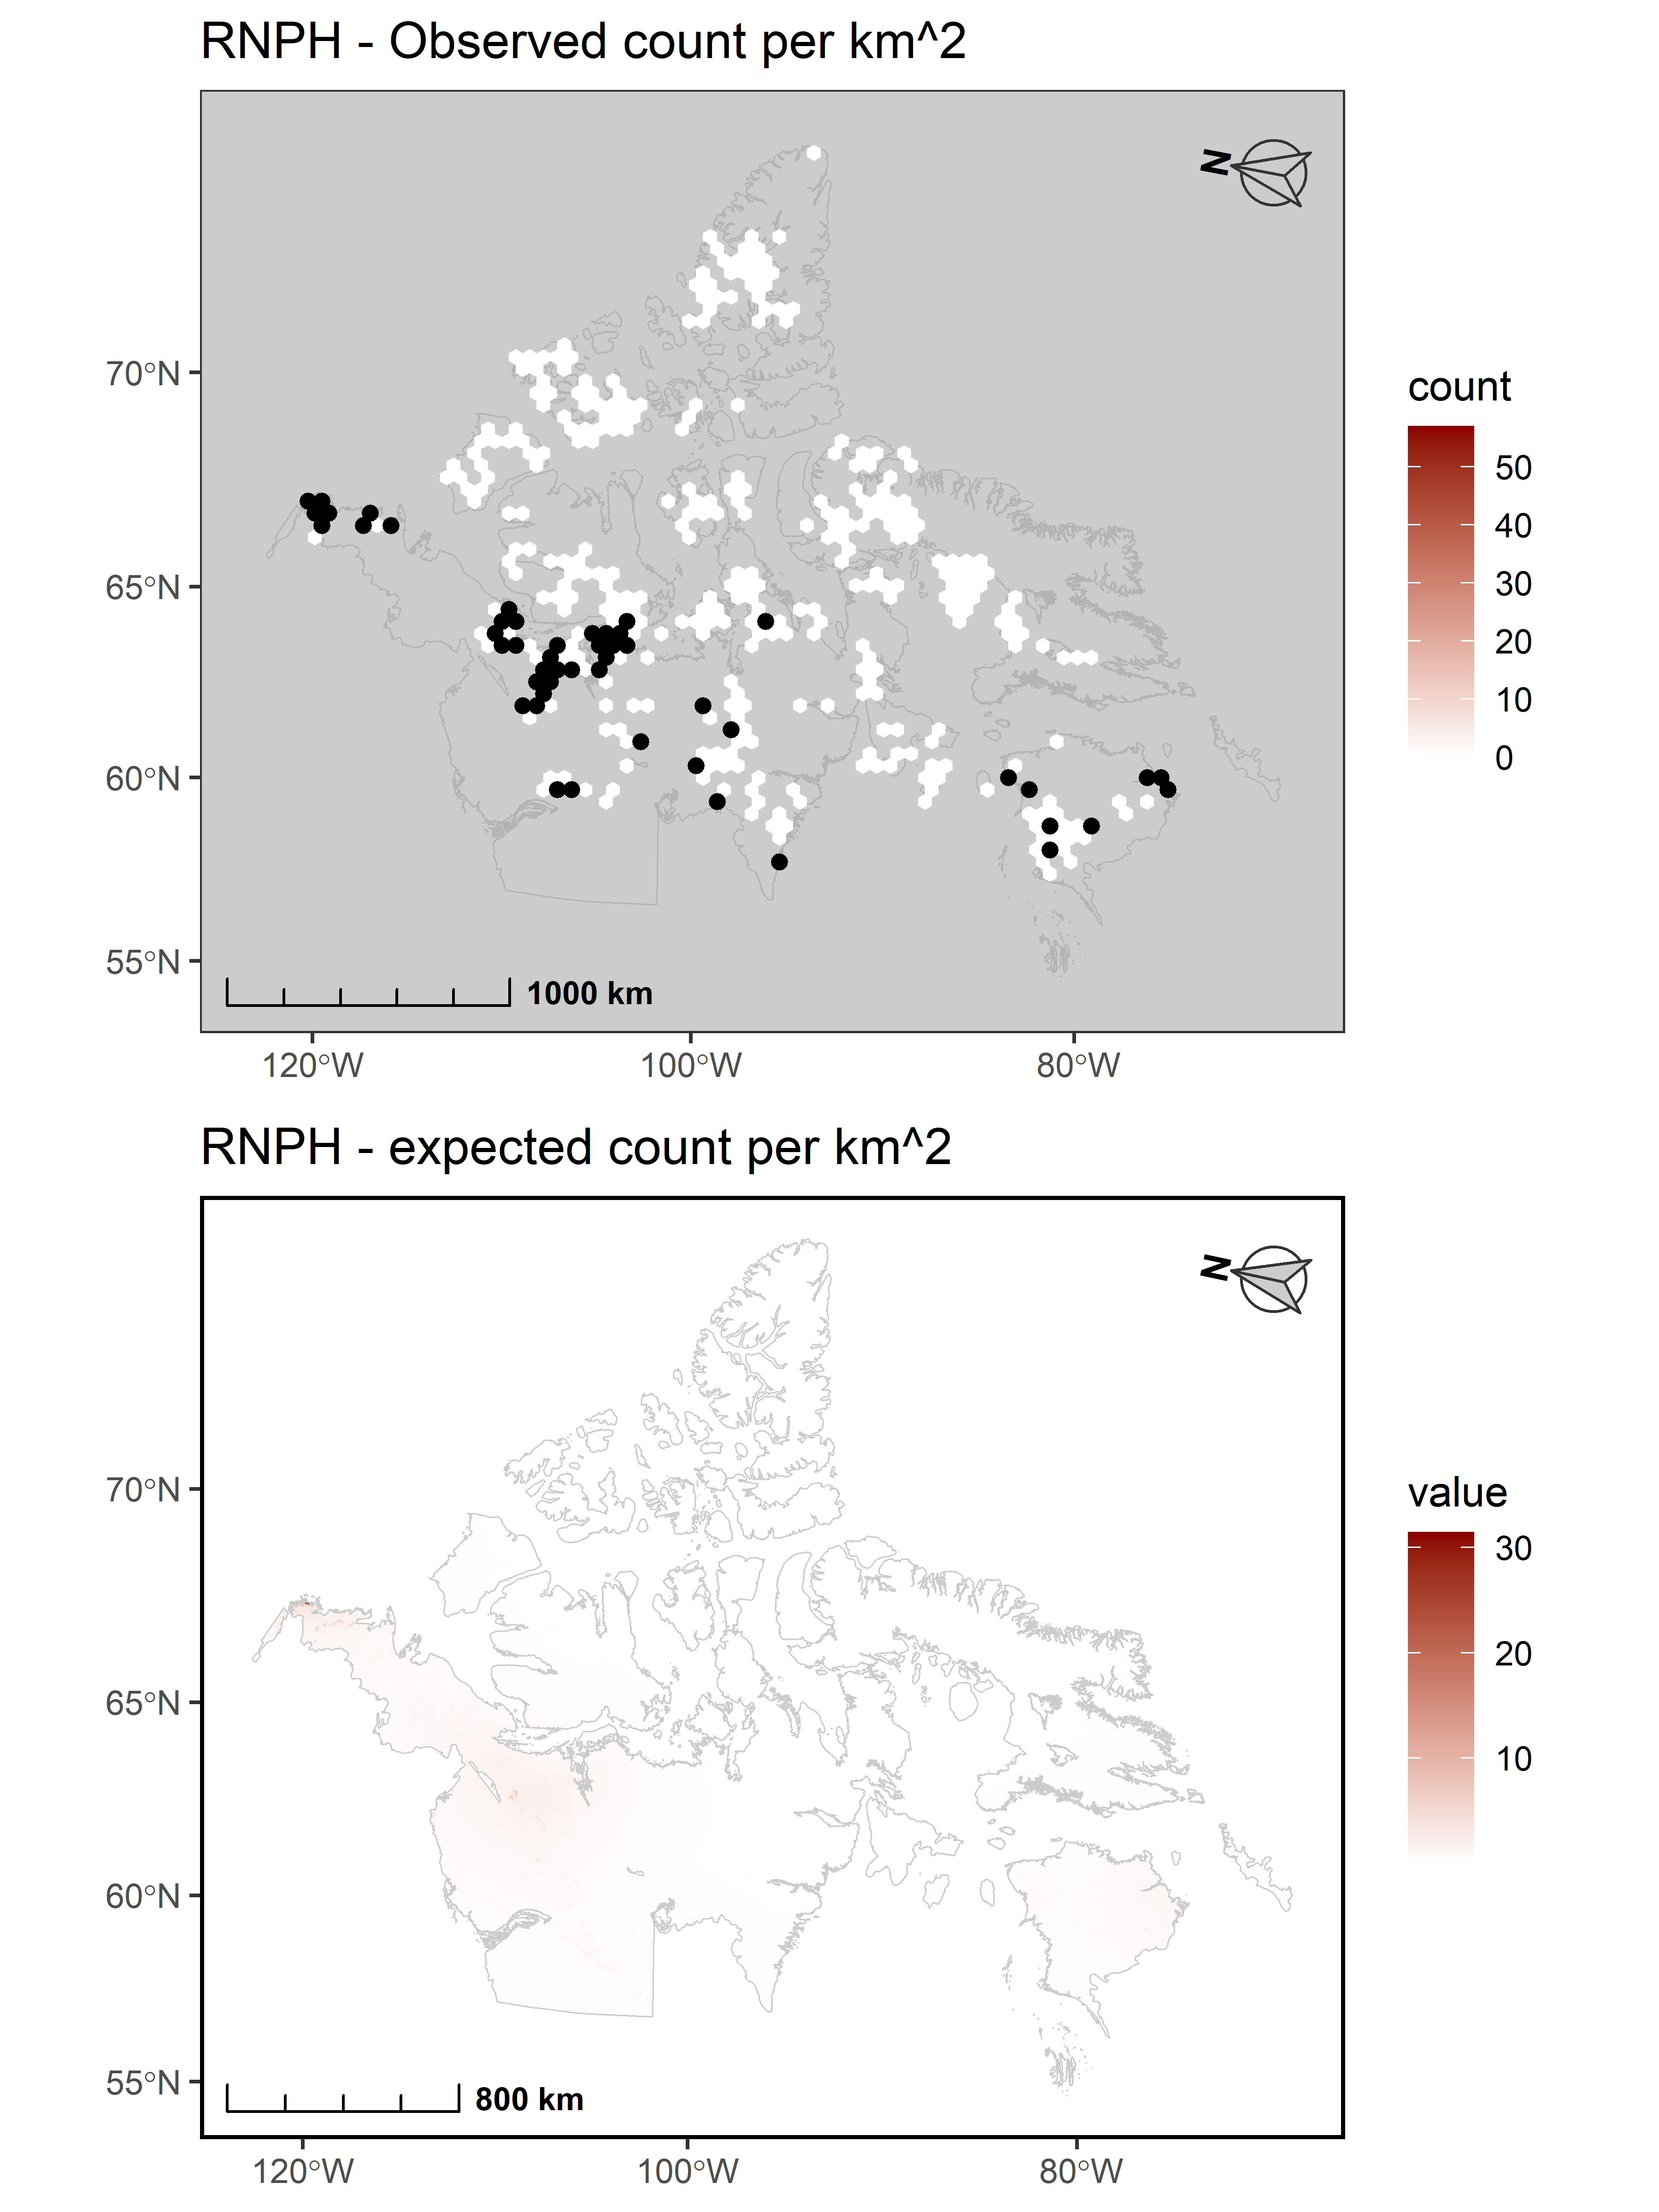 RNPH - Observed count per km^2
N
70°N
65°N
60°N
55°N
1000 km
120°W
100°W
80°W
count
50
40
30
20
10
0
RNPH - expected count per km^2
N
70°N
65°N
60°N
55°N
800 km
120°W
100°W
80°W
value
30
20
10